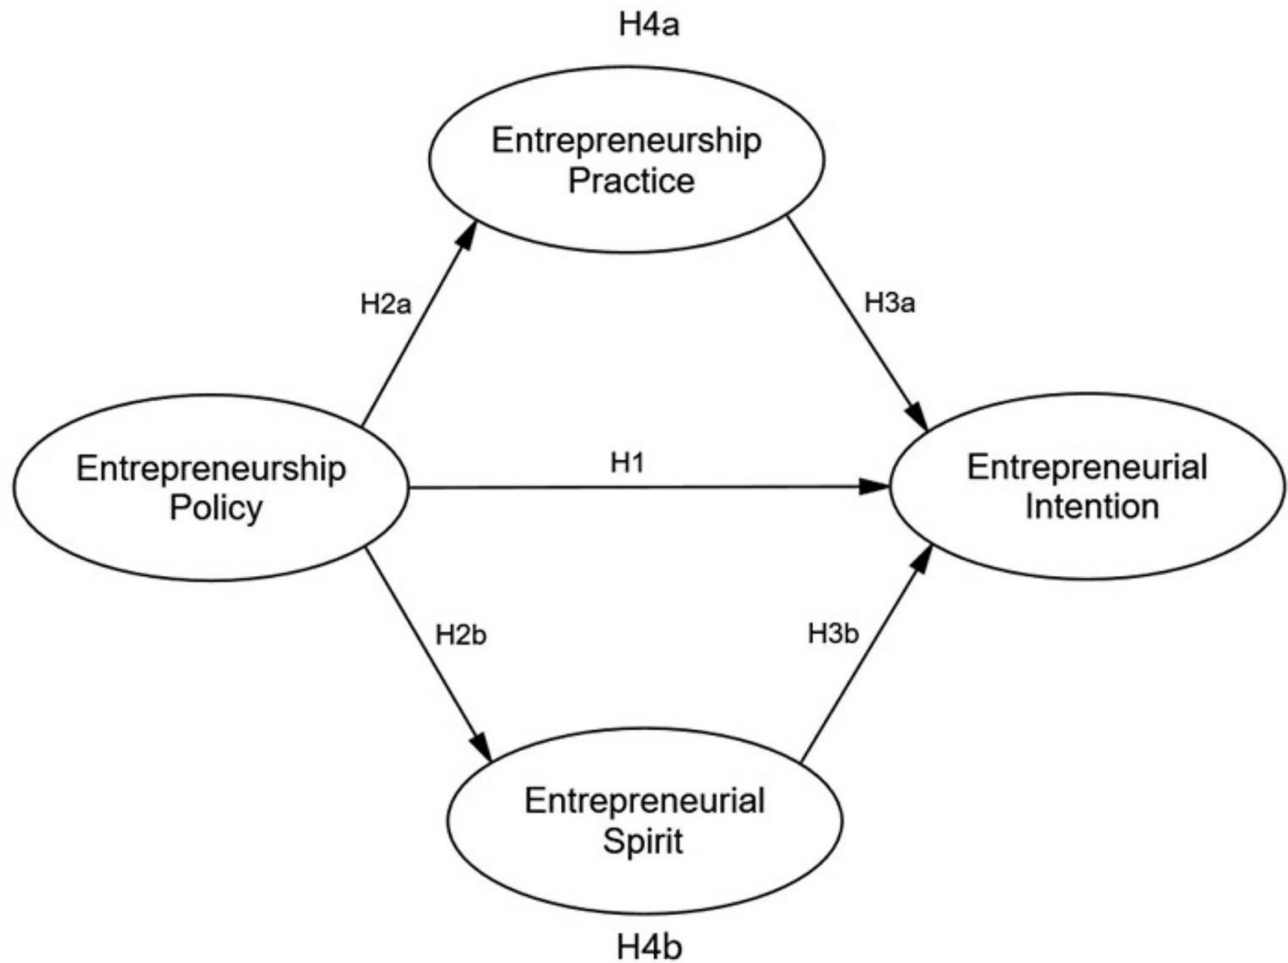 H4a
Entrepreneurship
Practice
H2a
H3a
Entrepreneurship
Policy
H1
Entrepreneurial
Intention
H2b
H3b
Entrepreneurial
Spirit
H4b